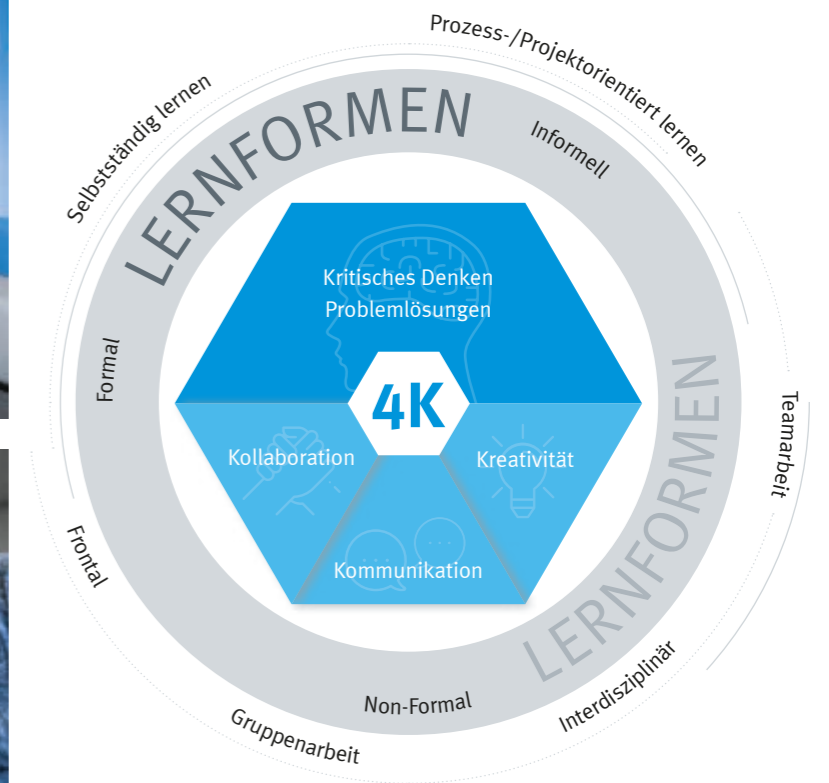 Prozess-/Projektorientiert lernen
Selbstständig lernen
LERNFORMEN
Informell
Kritisches Denken
Problemlösungen
Formal
4K
Teamarbeit
Kollaboration
Kreativität
LERNFORMEN
Frontal
Kommunikation
Non-Formal
Interdisziplinär
Gruppenarbeit